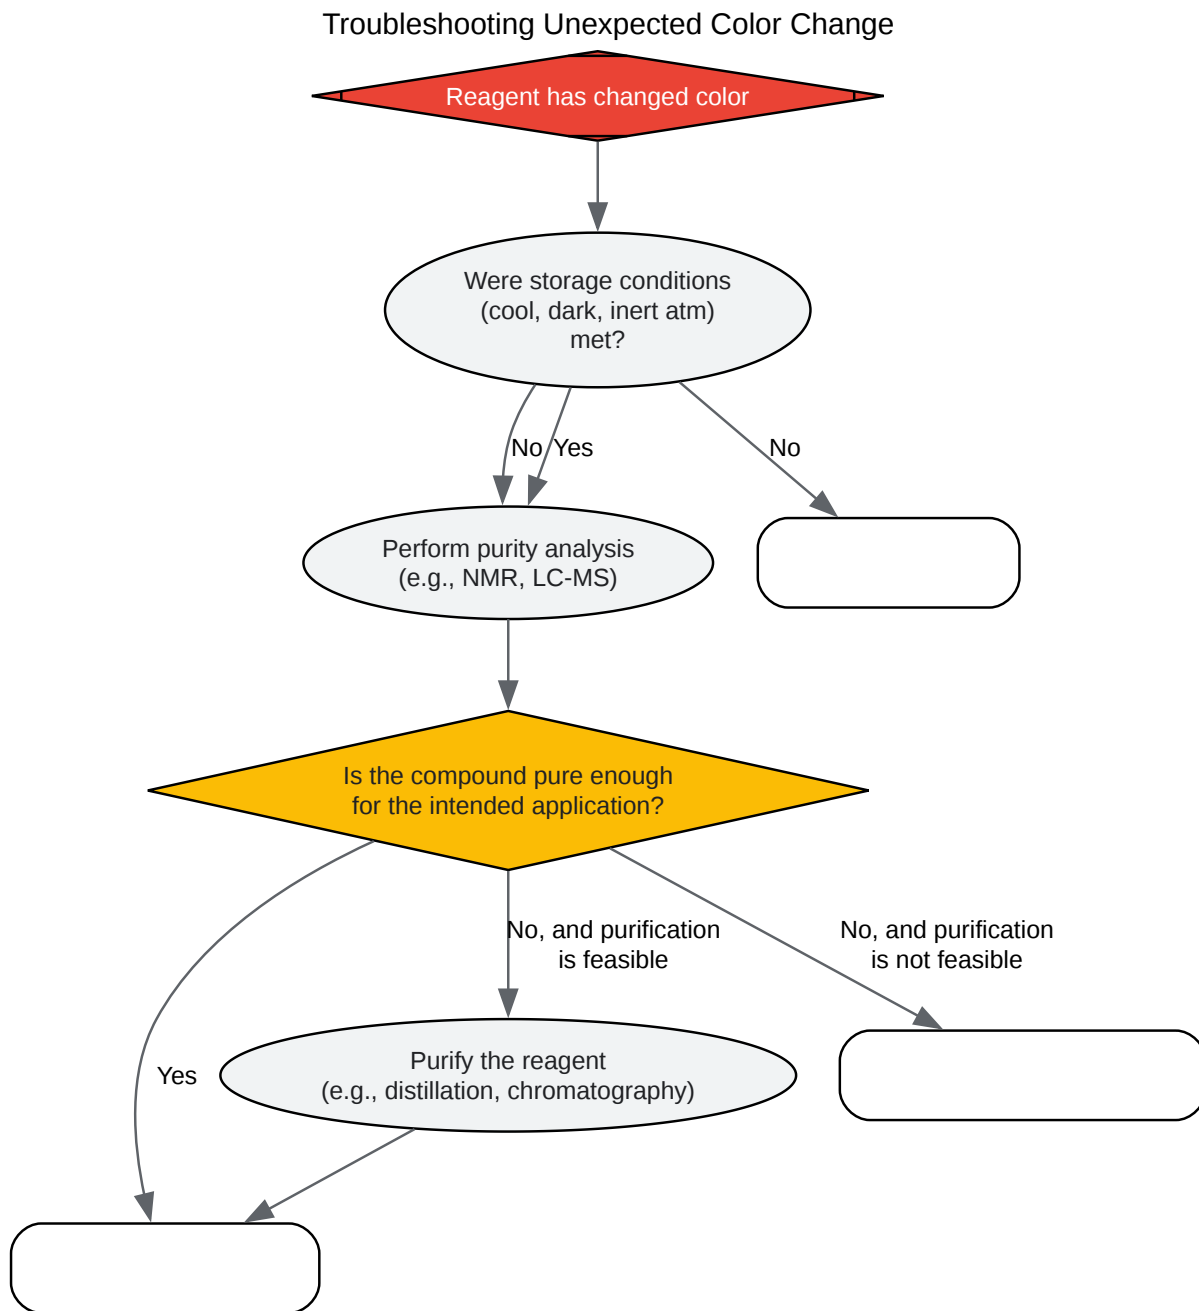 Troubleshooting Unexpected Color Change
Reagent has changed color
Were storage conditions
(cool, dark, inert atm)
met?
No
Yes
No
Perform purity analysis
(e.g., NMR, LC-MS)
Is the compound pure enough
for the intended application?
No, and purification
is feasible
No, and purification
is not feasible
Yes
Purify the reagent
(e.g., distillation, chromatography)